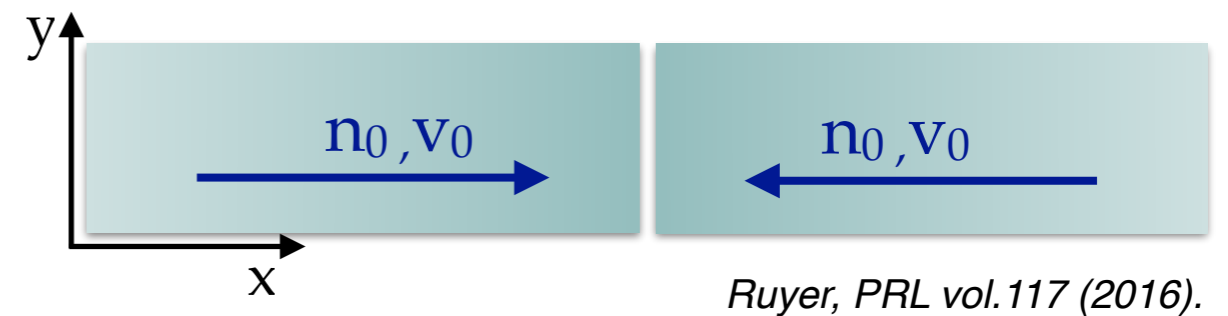 y
n₀ ,v₀
n₀ ,v₀
x
Ruyer, PRL vol.117 (2016).